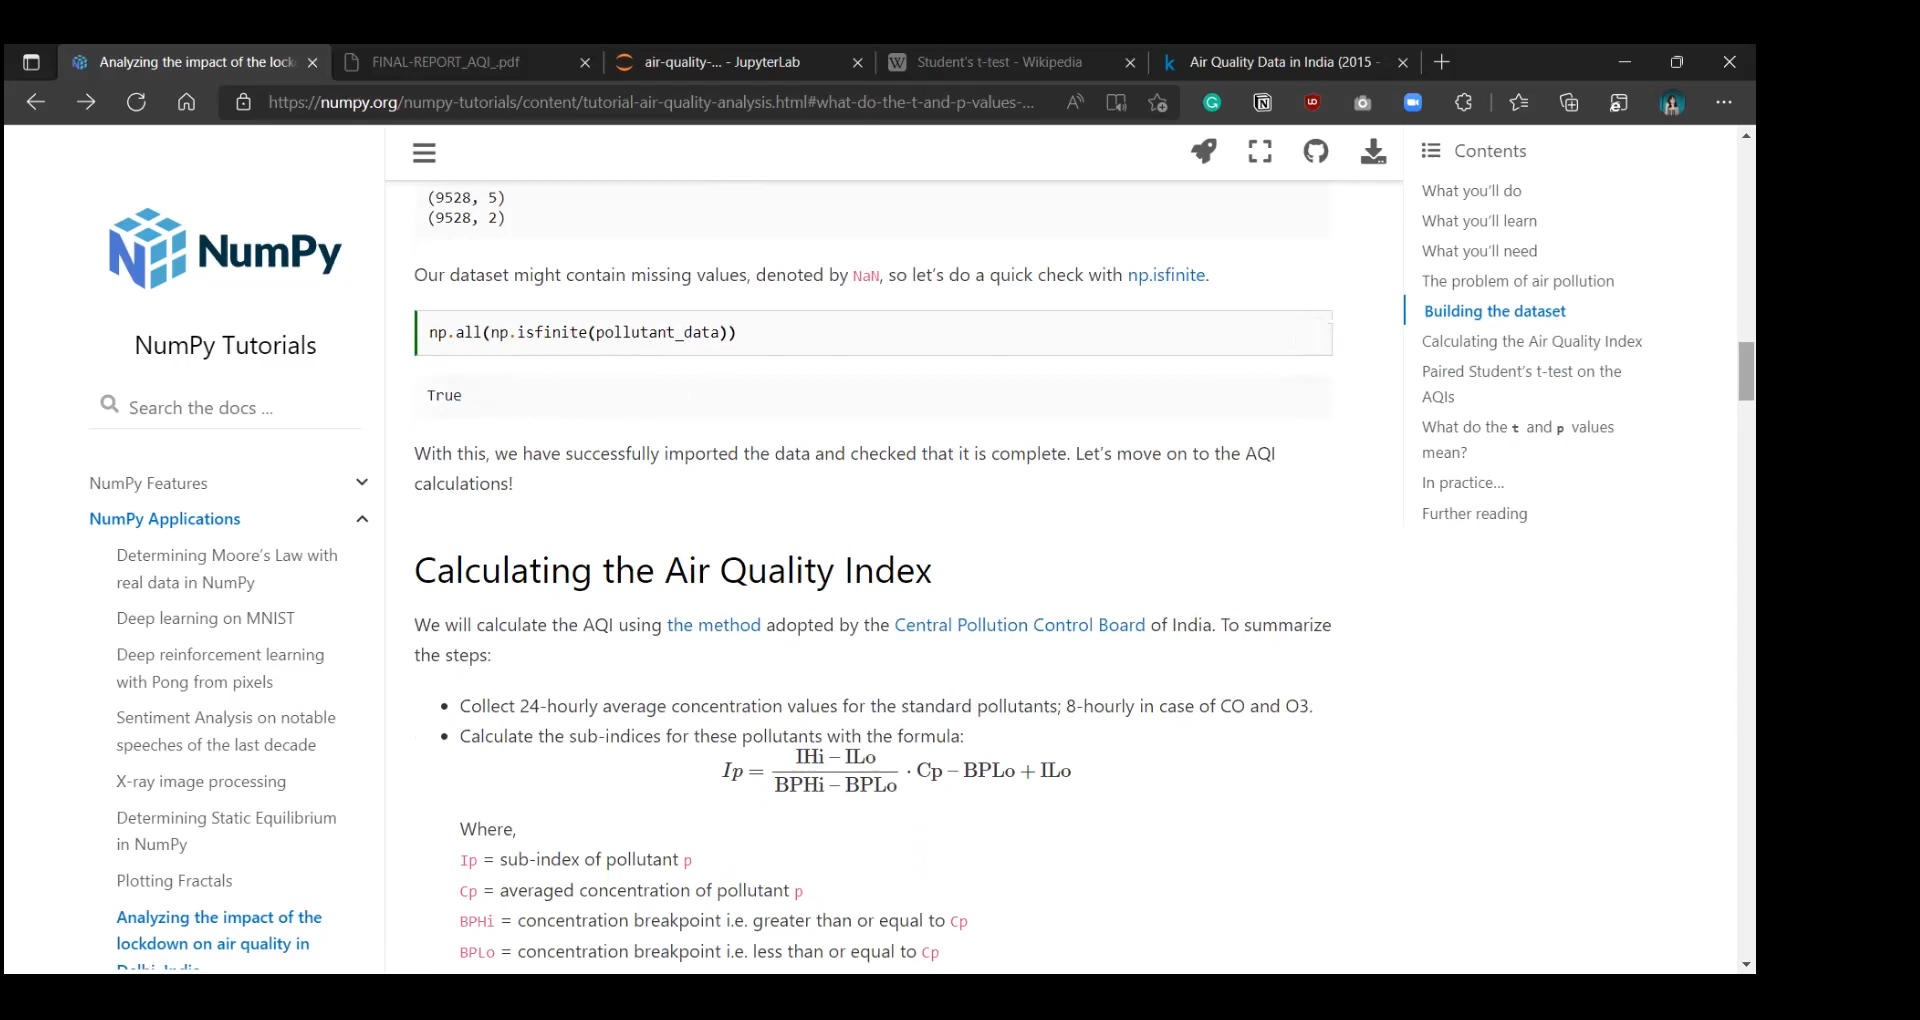 Analyzing the impact of the lock
FINAL-REPORT_AQI_.pdf
air-quality-... - JupyterLab
Student's t-test - Wikipedia
Air Quality Data in India (2015 -
https://numpy.org/numpy-tutorials/content/tutorial-air-quality-analysis.html#what-do-the-t-and-p-values-...
NumPy
NumPy Tutorials
Search the docs ...
NumPy Features
NumPy Applications
Determining Moore's Law with
real data in NumPy
Deep learning on MNIST
Deep reinforcement learning
with Pong from pixels
Sentiment Analysis on notable
speeches of the last decade
X-ray image processing
Determining Static Equilibrium
in NumPy
Plotting Fractals
Analyzing the impact of the
lockdown on air quality in
Delhi, India
(9528, 5)
(9528, 2)
Our dataset might contain missing values, denoted by NaN, so let's do a quick check with np.isfinite.
np.all(np.isfinite(pollutant_data))
True
With this, we have successfully imported the data and checked that it is complete. Let's move on to the AQI
calculations!
Calculating the Air Quality Index
We will calculate the AQI using the method adopted by the Central Pollution Control Board of India. To summarize
the steps:
• Collect 24-hourly average concentration values for the standard pollutants; 8-hourly in case of CO and O3.
• Calculate the sub-indices for these pollutants with the formula:
Ip = IHi – ILo / BPHi – BPLo · Cp – BPLo + ILo
Where,
Ip = sub-index of pollutant p
Cp = averaged concentration of pollutant p
BPHi = concentration breakpoint i.e. greater than or equal to Cp
BPLo = concentration breakpoint i.e. less than or equal to Cp
Contents
What you'll do
What you'll learn
What you'll need
The problem of air pollution
Building the dataset
Calculating the Air Quality Index
Paired Student's t-test on the
AQIs
What do the t and p values
mean?
In practice...
Further reading